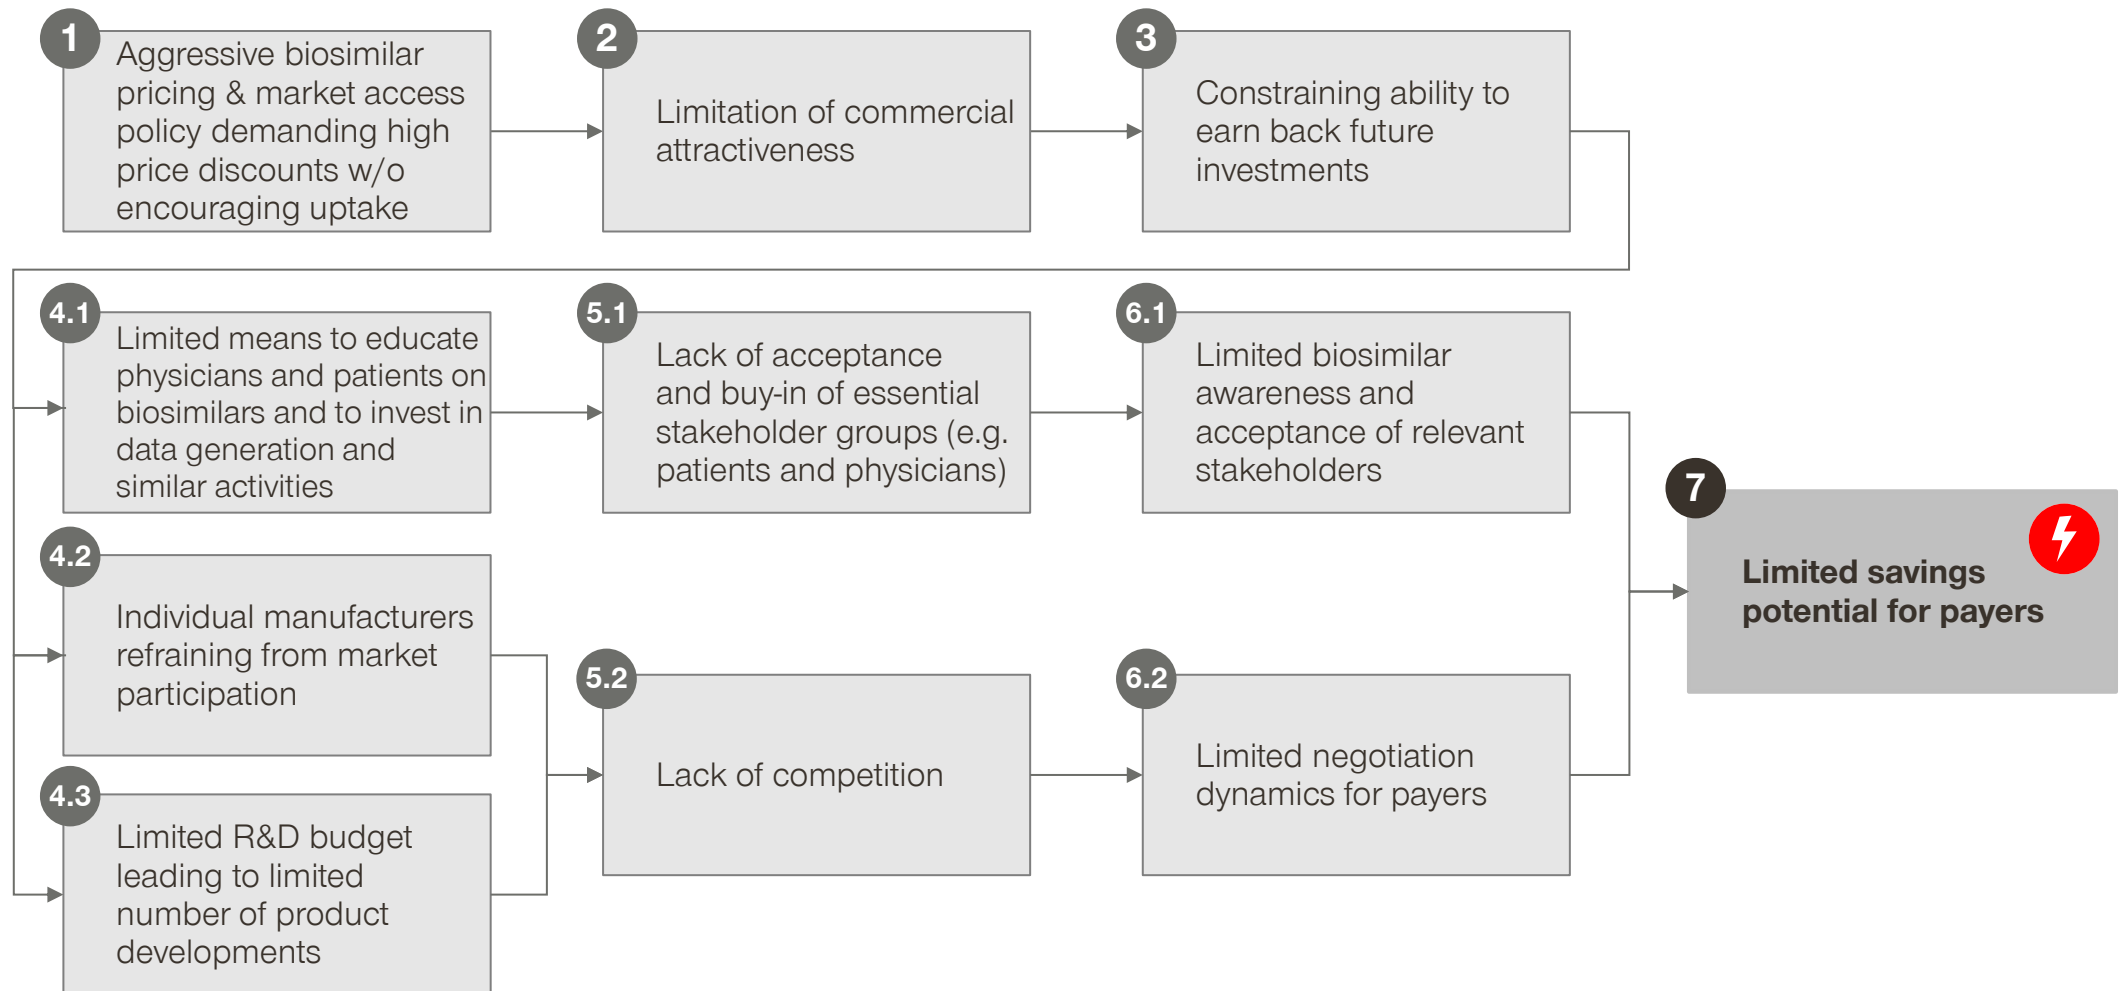 1
Aggressive biosimilar
pricing & market access
policy demanding high
price discounts w/o
encouraging uptake
2
Limitation of commercial
attractiveness
3
Constraining ability to
earn back future
investments
4.1
Limited means to educate
physicians and patients on
biosimilars and to invest in
data generation and
similar activities
5.1
Lack of acceptance
and buy-in of essential
stakeholder groups (e.g.
patients and physicians)
6.1
Limited biosimilar
awareness and
acceptance of relevant
stakeholders
4.2
Individual manufacturers
refraining from market
participation
4.3
Limited R&D budget
leading to limited
number of product
developments
5.2
Lack of competition
6.2
Limited negotiation
dynamics for payers
7
Limited savings
potential for payers